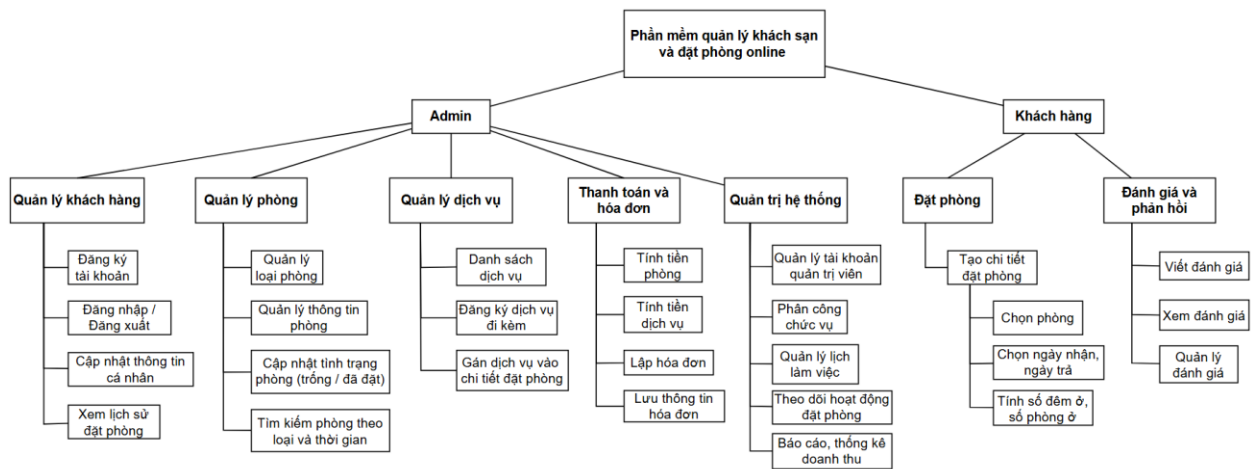 Phần mềm quản lý khách sạn
và đặt phòng online
Admin
Khách hàng
Quản lý khách hàng
Quản lý phòng
Quản lý dịch vụ
Thanh toán và
hóa đơn
Quản trị hệ thống
Đặt phòng
Đánh giá và
phản hồi
Đăng ký
tài khoản
Đăng nhập /
Đăng xuất
Cập nhật thông tin
cá nhân
Xem lịch sử
đặt phòng
Quản lý
loại phòng
Quản lý thông tin
phòng
Cập nhật tình trạng
phòng (trống / đã đặt)
Tìm kiếm phòng theo
loại và thời gian
Danh sách
dịch vụ
Đăng ký dịch vụ
đi kèm
Gán dịch vụ vào
chi tiết đặt phòng
Tính tiền
phòng
Tính tiền
dịch vụ
Lập hóa đơn
Lưu thông tin
hóa đơn
Quản lý tài khoản
quản trị viên
Phân công
chức vụ
Quản lý lịch
làm việc
Theo dõi hoạt động
đặt phòng
Báo cáo, thống kê
doanh thu
Tạo chi tiết
đặt phòng
Chọn phòng
Chọn ngày nhận,
ngày trả
Tính số đêm ở,
số phòng ở
Viết đánh giá
Xem đánh giá
Quản lý
đánh giá